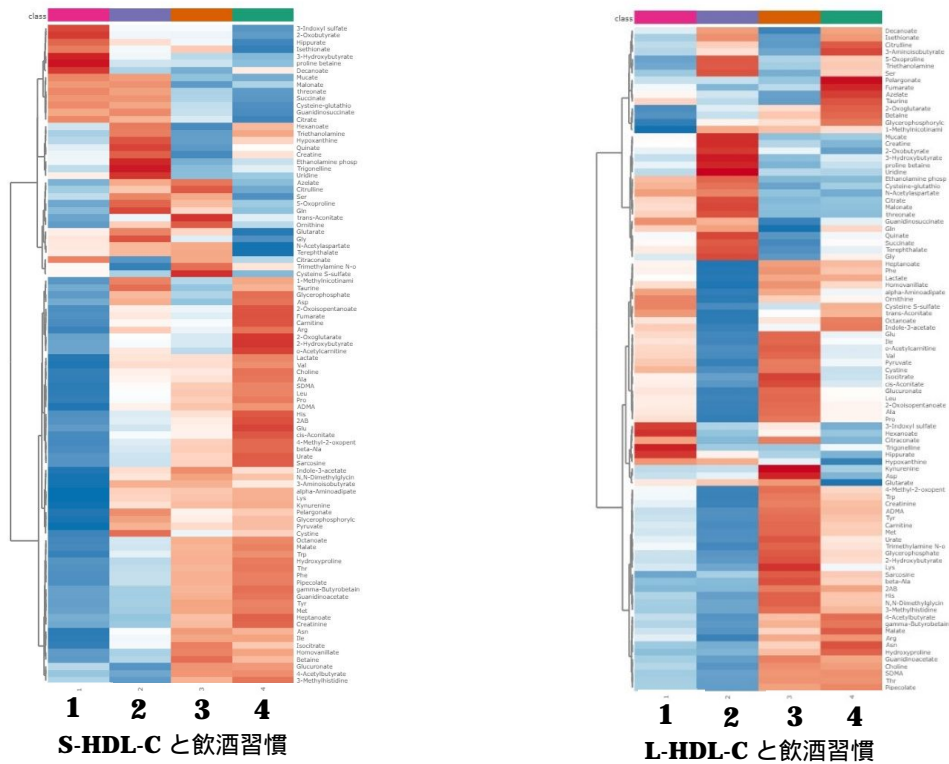 class
3-Indoxyl sulfate
2-Oxobutyrate
Hippurate
Isethionate
3-Hydroxybutyrate
proline betaine
Decanoate
Mucate
Malonate
threonate
Succinate
Cysteine-glutathio
Guanidinosuccinate
Citrate
Hexanoate
Triethanolamine
Hypoxanthine
Quinate
Creatine
Ethanolamine phosp
Trigonelline
Uridine
Azelate
Citrulline
Ser
5-Oxoproline
Gln
trans-Aconitate
Ornithine
Glutarate
Gly
N-Acetylaspartate
Terephthalate
Citraconate
Trimethylamine N-o
Cysteine S-sulfate
1-Methylnicotinami
Taurine
Glycerophosphate
Asp
2-Oxoisopentanoate
Fumarate
Carnitine
Arg
2-Oxoglutarate
2-Hydroxybutyrate
o-Acetylcarnitine
Lactate
Val
Choline
Ala
SDMA
Leu
Pro
ADMA
His
2AB
Glu
cis-Aconitate
4-Methyl-2-oxopent
beta-Ala
Urate
Sarcosine
Indole-3-acetate
N,N-Dimethylglycin
3-Aminoisobutyrate
alpha-Aminoadipate
Lys
Kynurenine
Pelargonate
Glycerophosphorylc
Pyruvate
Cystine
Octanoate
Malate
Trp
Hydroxyproline
Thr
Phe
Pipecolate
gamma-Butyrobetain
Guanidinoacetate
Tyr
Met
Heptanoate
Creatinine
Asn
Ile
Isocitrate
Homovanillate
Betaine
Glucuronate
4-Acetylbutyrate
3-Methylhistidine
1 2 3 4
1 2 3 4
S-HDL-C と飲酒習慣
class
Decanoate
Isethionate
Citrulline
3-Aminoisobutyrate
5-Oxoproline
Triethanolamine
Ser
Pelargonate
Fumarate
Azelate
Taurine
2-Oxoglutarate
Betaine
Glycerophosphorylc
1-Methylnicotinami
Mucate
Creatine
2-Oxobutyrate
3-Hydroxybutyrate
proline betaine
Uridine
Ethanolamine phosp
Cysteine-glutathio
N-Acetylaspartate
Citrate
Malonate
threonate
Guanidinosuccinate
Gln
Quinate
Succinate
Terephthalate
Gly
Heptanoate
Phe
Lactate
Homovanillate
alpha-Aminoadipate
Ornithine
Cysteine S-sulfate
trans-Aconitate
Octanoate
Indole-3-acetate
Glu
Ile
o-Acetylcarnitine
Val
Pyruvate
Cystine
Isocitrate
cis-Aconitate
Glucuronate
Leu
2-Oxoisopentanoate
Ala
Pro
3-Indoxyl sulfate
Hexanoate
Citraconate
Trigonelline
Hippurate
Hypoxanthine
Kynurenine
Asp
Glutarate
4-Methyl-2-oxopent
Trp
Creatinine
ADMA
Tyr
Carnitine
Met
Urate
Trimethylamine N-o
Glycerophosphate
2-Hydroxybutyrate
Lys
Sarcosine
beta-Ala
2AB
His
N,N-Dimethylglycin
3-Methylhistidine
4-Acetylbutyrate
gamma-Butyrobetain
Malate
Arg
Asn
Hydroxyproline
Guanidinoacetate
Choline
SDMA
Thr
Pipecolate
1 2 3 4
1 2 3 4
L-HDL-C と飲酒習慣